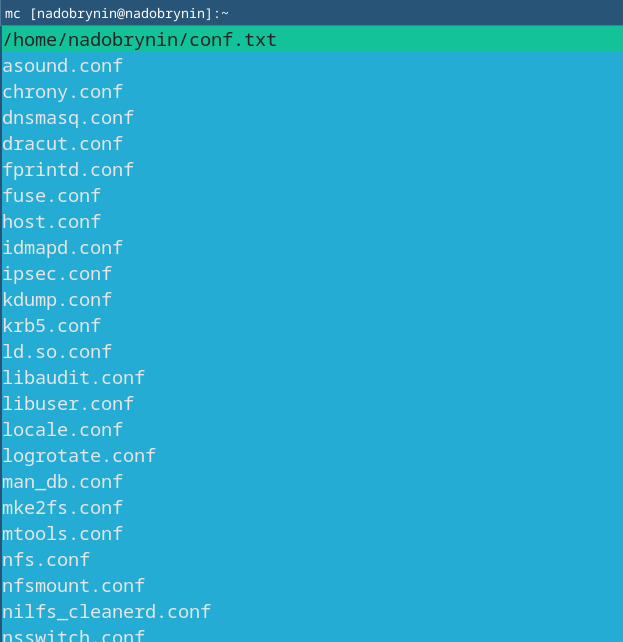 mc [nadobrynin@nadobrynin]:~
/home/nadobrynin/conf.txt
asound.conf
chrony.conf
dnsmasq.conf
dracut.conf
fprintd.conf
fuse.conf
host.conf
idmapd.conf
ipsec.conf
kdump.conf
krb5.conf
ld.so.conf
libaudit.conf
libuser.conf
locale.conf
logrotate.conf
man_db.conf
mke2fs.conf
mtools.conf
nfs.conf
nfsmount.conf
nilfs_cleanerd.conf
nsswitch.conf